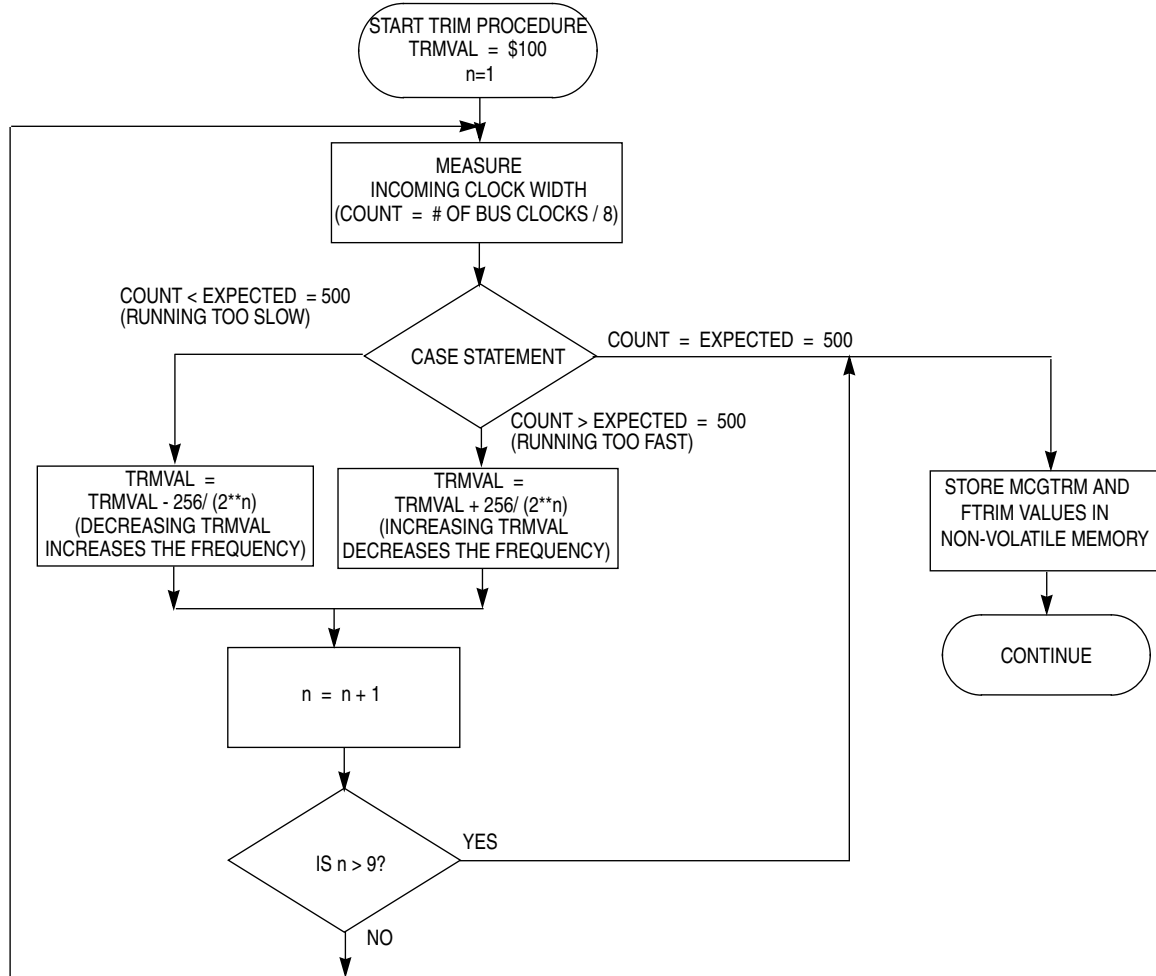 START TRIM PROCEDURE
TRMVAL = $100
n=1
MEASURE
INCOMING CLOCK WIDTH
(COUNT = # OF BUS CLOCKS / 8)
COUNT < EXPECTED = 500
(RUNNING TOO SLOW)
CASE STATEMENT
COUNT = EXPECTED = 500
COUNT > EXPECTED = 500
(RUNNING TOO FAST)
TRMVAL =
TRMVAL - 256/ (2**n)
(DECREASING TRMVAL
INCREASES THE FREQUENCY)
TRMVAL =
TRMVAL + 256/ (2**n)
(INCREASING TRMVAL
DECREASES THE FREQUENCY)
STORE MCGTRM AND
FTRIM VALUES IN
NON-VOLATILE MEMORY
CONTINUE
n = n + 1
IS n > 9?
YES
NO